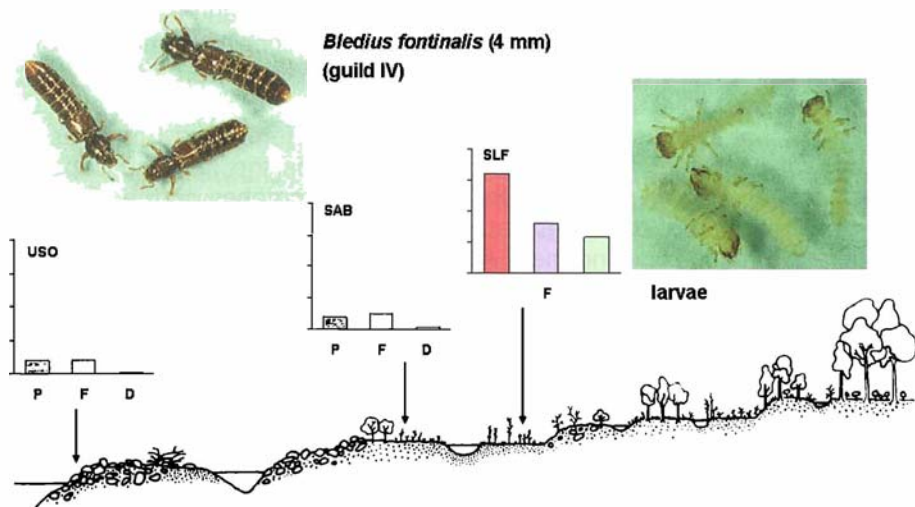 Bledius fontinalis (4 mm)
(guild IV)
SLF
SAB
USO
F
larvae
P F D
P F D